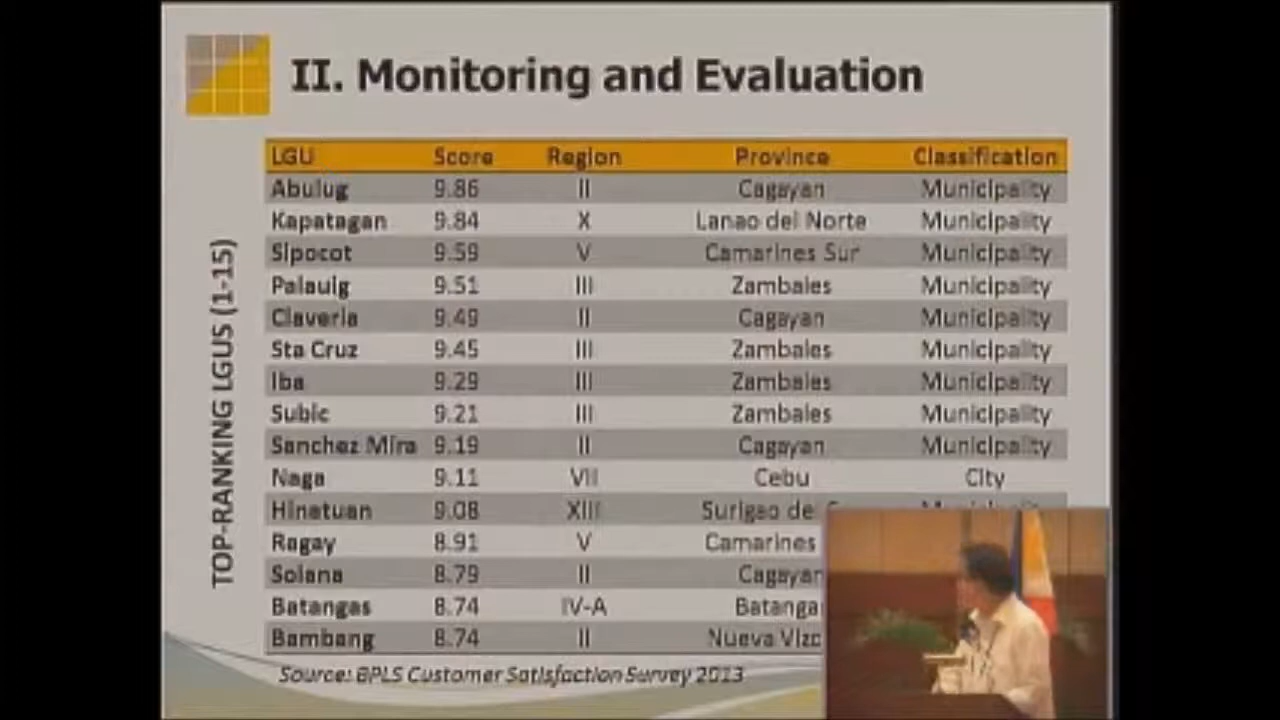 II. Monitoring and Evaluation
TOP-RANKING LGUS (1-15)
LGU Score Region Province Classification
Abulug 9.86 II Cagayan Municipality
Kapatagan 9.84 X Lanao del Norte Municipality
Sipocot 9.59 V Camarines Sur Municipality
Palauig 9.51 III Zambales Municipality
Claveria 9.49 II Cagayan Municipality
Sta Cruz 9.45 III Zambales Municipality
Iba 9.29 III Zambales Municipality
Subic 9.21 III Zambales Municipality
Sanchez Mira 9.19 II Cagayan Municipality
Naga 9.11 VII Cebu City
Hinatuan 9.08 XIII Surigao del
Ragay 8.91 V Camarines
Solana 8.79 II Cagayan
Batangas 8.74 IV-A Batanga
Bambang 8.74 II Nueva Vizc
Source: BPLS Customer Satisfaction Survey 2013